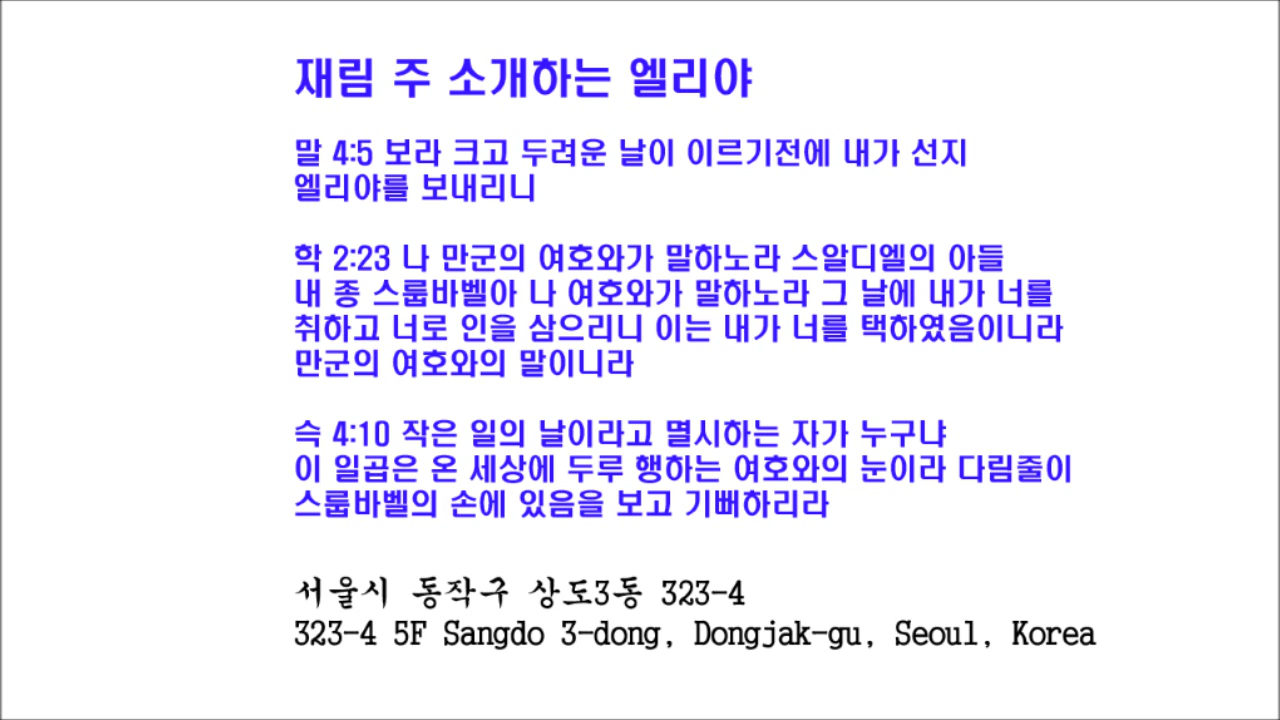 재림 주 소개하는 엘리야
말 4:5 보라 크고 두려운 날이 이르기전에 내가 선지
엘리야를 보내리니
학 2:23 나 만군의 여호와가 말하노라 스알디엘의 아들
내 종 스룹바벨아 나 여호와가 말하노라 그 날에 내가 너를
취하고 너로 인을 삼으리니 이는 내가 너를 택하였음이니라
만군의 여호와의 말이니라
슥 4:10 작은 일의 날이라고 멸시하는 자가 누구냐
이 일곱은 온 세상에 두루 행하는 여호와의 눈이라 다림줄이
스룹바벨의 손에 있음을 보고 기뻐하리라
서울시 동작구 상도3동 323-4
323-4 5F Sangdo 3-dong, Dongjak-gu, Seoul, Korea